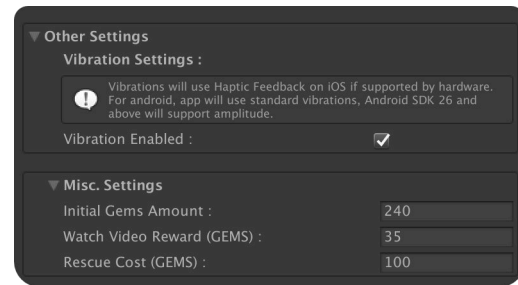 Other Settings
Vibration Settings :
Vibrations will use Haptic Feedback on iOS if supported by hardware.
For android, app will use standard vibrations, Android SDK 26 and
above will support amplitude.
Vibration Enabled :
Misc. Settings
Initial Gems Amount : 240
Watch Video Reward (GEMS) : 35
Rescue Cost (GEMS) : 100